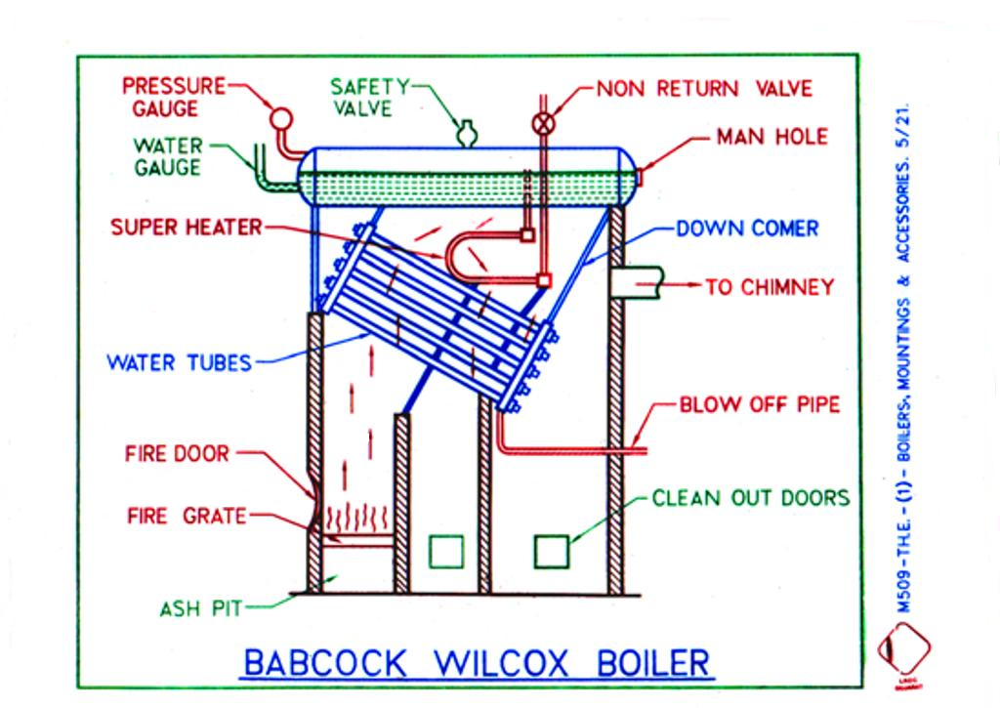 PRESSURE
GAUGE
SAFETY
VALVE
NON RETURN VALVE
WATER
GAUGE
MAN HOLE
SUPER HEATER
DOWN COMER
TO CHIMNEY
WATER TUBES
BLOW OFF PIPE
FIRE DOOR
CLEAN OUT DOORS
FIRE GRATE
ASH PIT
BABCOCK WILCOX BOILER
M509-TH.E.-(1)- BOILERS, MOUNTINGS & ACCESSORIES. 5/21.